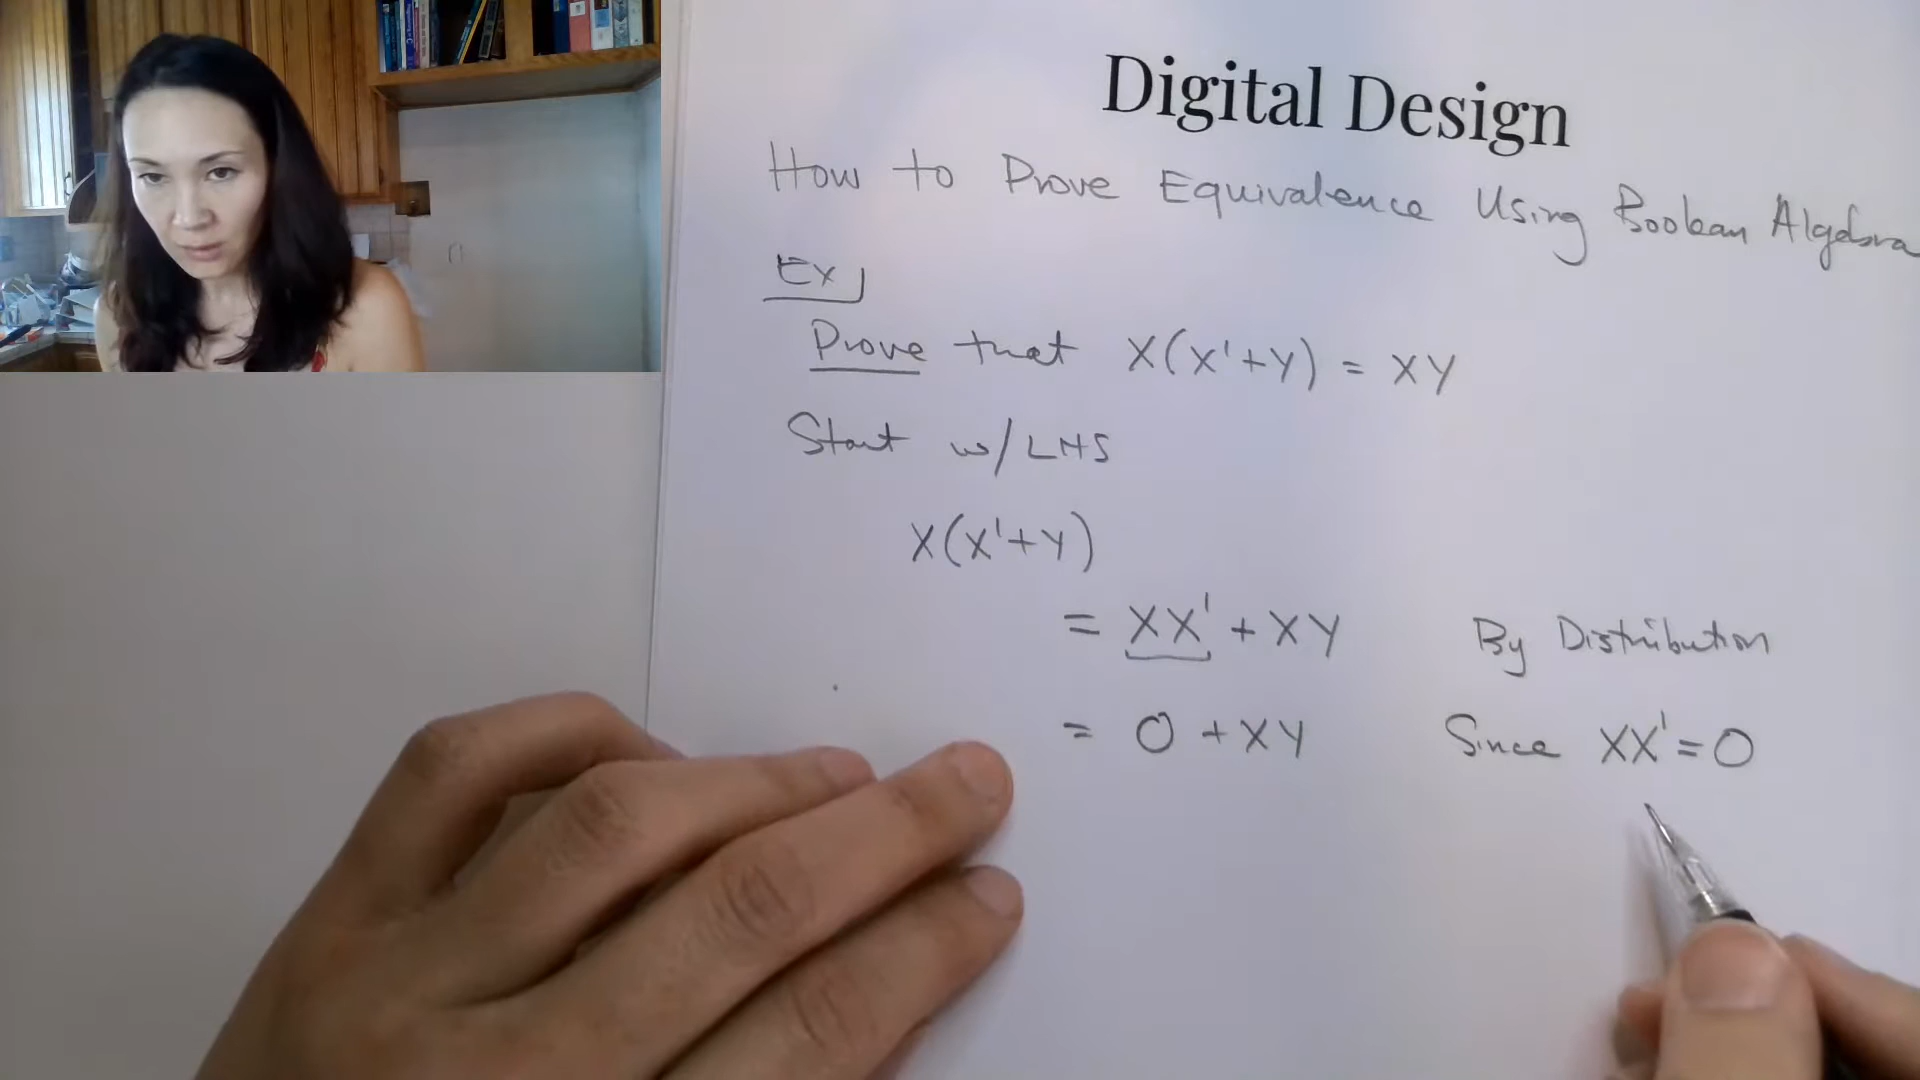 Digital Design
How to Prove Equivalence Using Boolean Algebra
Ex
Prove that X(X'+Y) = XY
Start w/ LHS
X(X'+Y)
= XX' + XY By Distribution
= 0 + XY Since XX' = 0